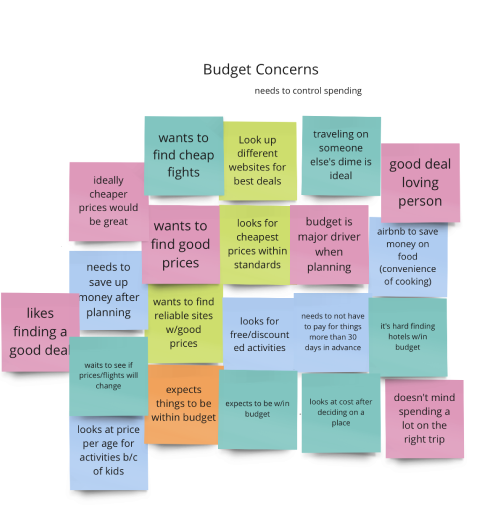 Budget Concerns
needs to control spending
wants to
find cheap
fights
Look up
different
websites for
best deals
traveling on
someone
else's dime is
ideal
good deal
loving
person
ideally
cheaper
prices would
be great
wants to
find good
prices
looks for
cheapest
prices within
standards
budget is
major driver
when
planning
airbnb to save
money on
food
(convenience
of cooking)
needs to
save up
money after
planning
likes
finding a
good deal
wants to find
reliable sites
w/good
prices
looks for
free/discount
ed activities
needs to not have
to pay for things
more than 30
days in advance
it's hard finding
hotels w/in
budget
waits to see if
prices/flights will
change
expects
things to be
within budget
expects to be w/in
budget
looks at cost after
deciding on a
place
doesn't mind
spending a
lot on the
right trip
looks at price
per age for
activities b/c
of kids